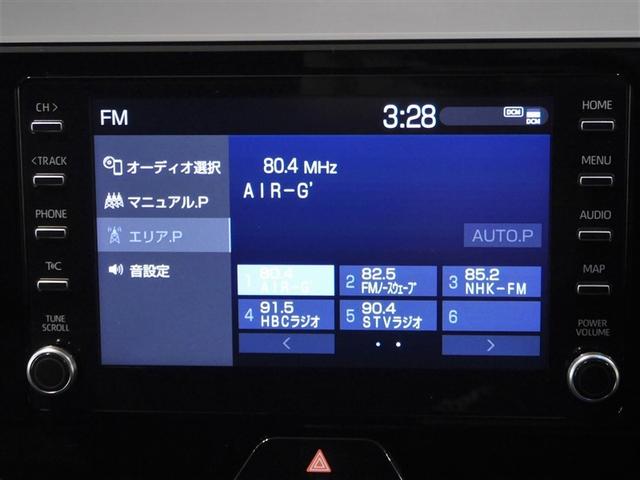 CH >
< TRACK
PHONE
T@C
TUNE
SCROLL
FM
3:28
DCM
DCM
オーディオ選択
マニュアル.P
エリア.P
音設定
80.4 MHz
AIR-G'
AUTO.P
1 80.4 AIR-G'
2 82.5 FMノースウェーブ
3 85.2 NHK-FM
4 91.5 HBCラジオ
5 90.4 STVラジオ
6
<
>
HOME
MENU
AUDIO
MAP
POWER
VOLUME